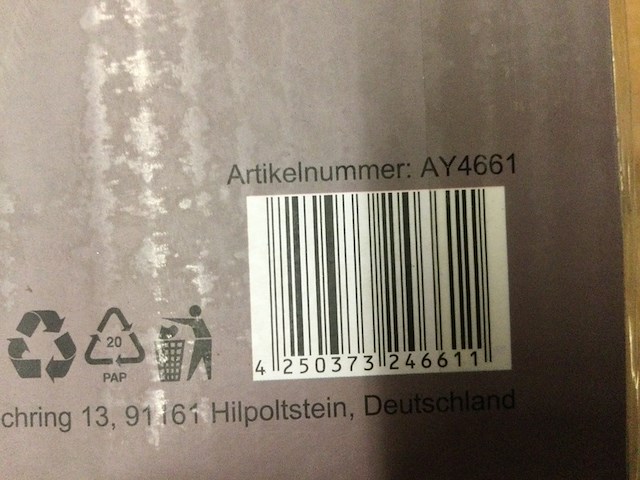 Artikelnummer: AY4661
4 250373 246611
20
PAP
chring 13, 91161 Hilpoltstein, Deutschland